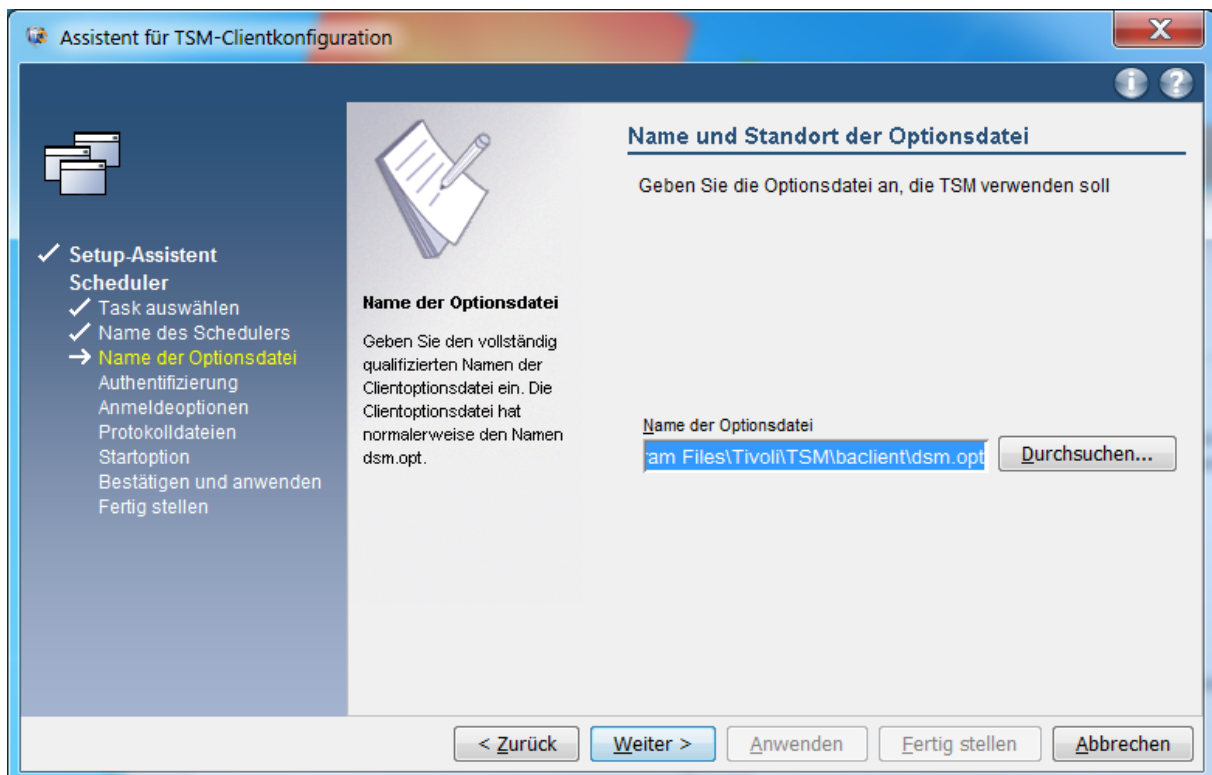 Assistent für TSM-Clientkonfiguration
Setup-Assistent
Scheduler
Task auswählen
Name des Schedulers
Name der Optionsdatei
Authentifizierung
Anmeldeoptionen
Protokolldateien
Startoption
Bestätigen und anwenden
Fertig stellen
Name der Optionsdatei
Geben Sie den vollständig
qualifizierten Namen der
Clientoptionsdatei ein. Die
Clientoptionsdatei hat
normalerweise den Namen
dsm.opt.
Name und Standort der Optionsdatei
Geben Sie die Optionsdatei an, die TSM verwenden soll
Name der Optionsdatei
ram Files\Tivoli\TSM\baclient\dsm.opt
Durchsuchen...
< Zurück
Weiter >
Anwenden
Fertig stellen
Abbrechen